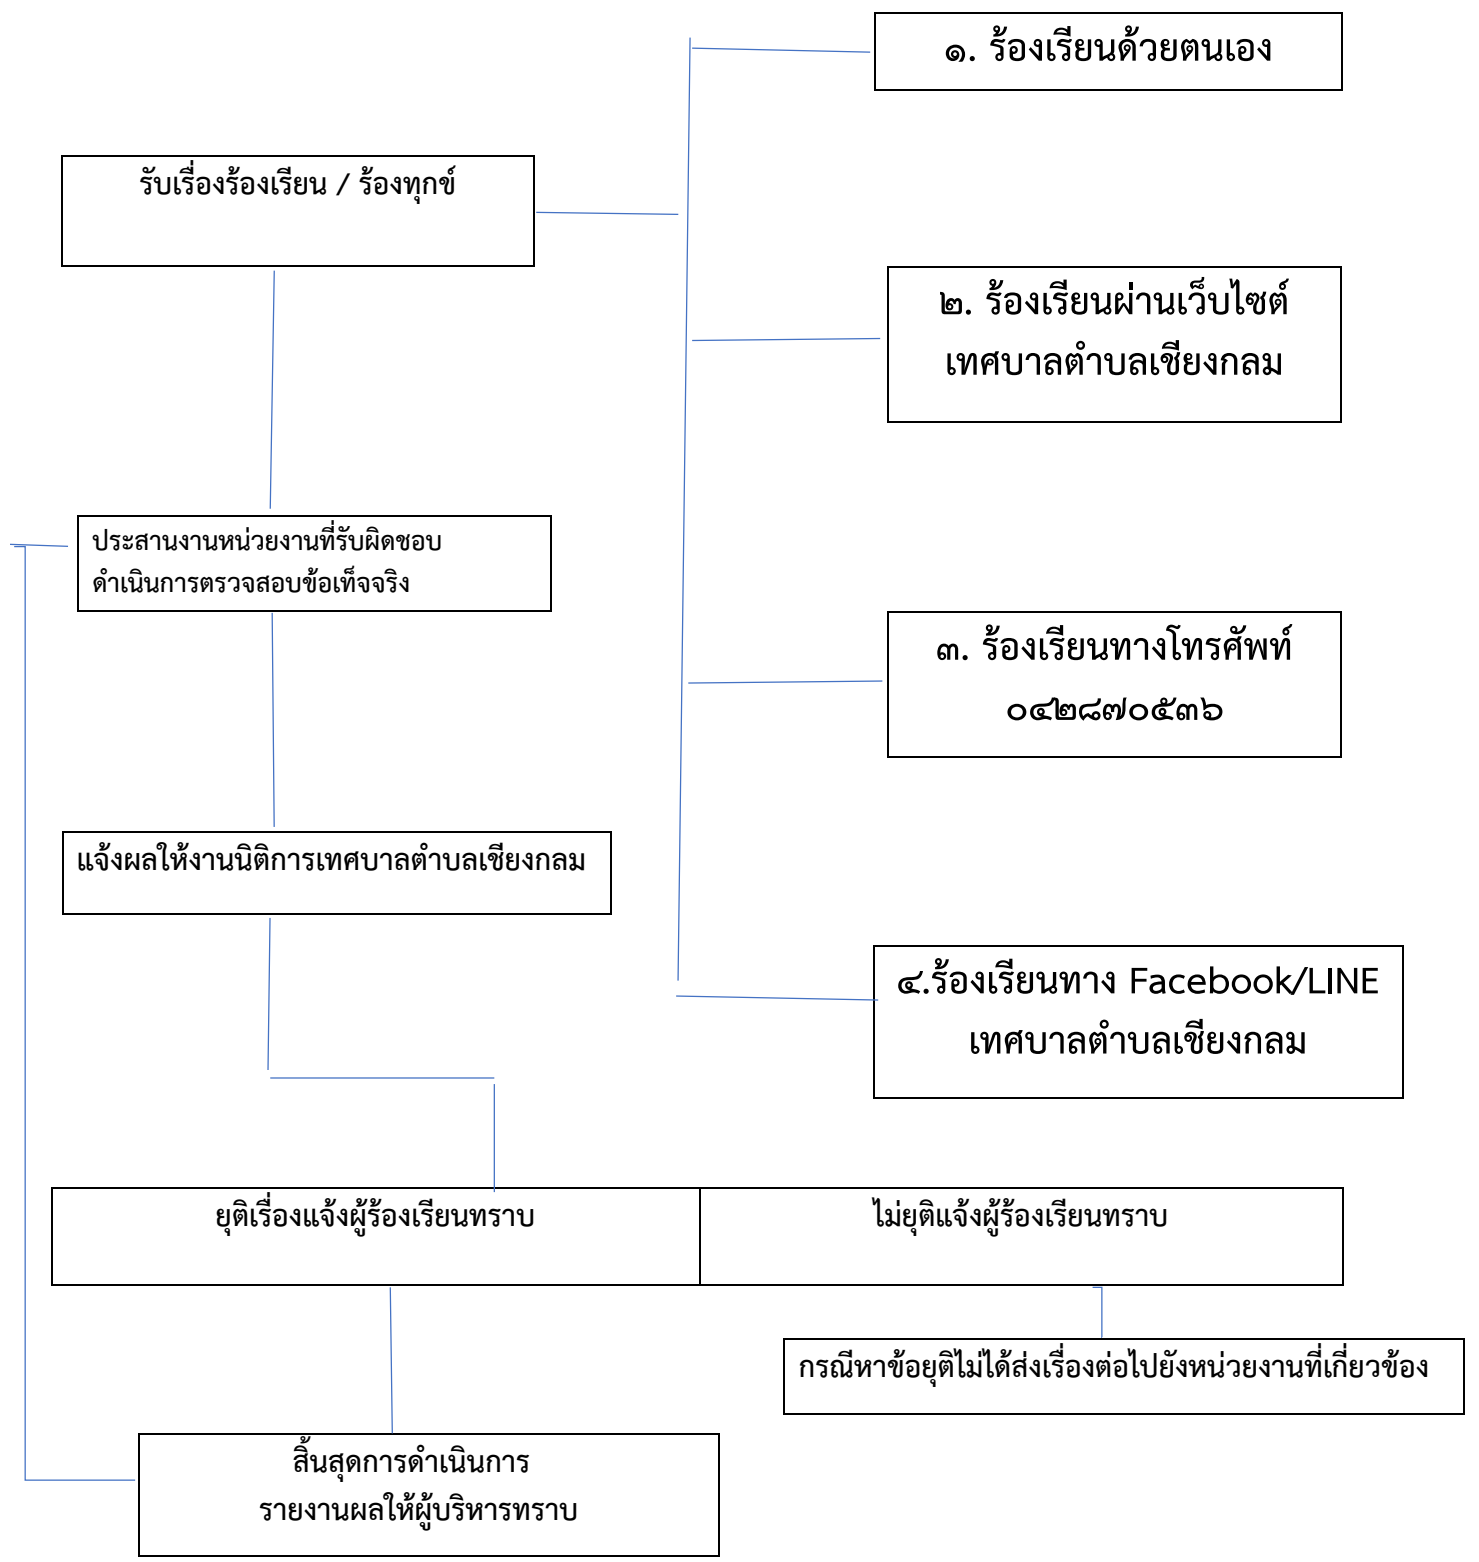 ๑. ร้องเรียนด้วยตนเอง
รับเรื่องร้องเรียน / ร้องทุกข์
๒. ร้องเรียนผ่านเว็บไซต์
เทศบาลตำบลเชียงกลม
ประสานงานหน่วยงานที่รับผิดชอบ
ดำเนินการตรวจสอบข้อเท็จจริง
๓. ร้องเรียนทางโทรศัพท์
๐๔๒๘๗๐๕๓๖
แจ้งผลให้งานนิติการเทศบาลตำบลเชียงกลม
๔.ร้องเรียนทาง Facebook/LINE
เทศบาลตำบลเชียงกลม
ยุติเรื่องแจ้งผู้ร้องเรียนทราบ
ไม่ยุติแจ้งผู้ร้องเรียนทราบ
กรณีหาข้อยุติไม่ได้ส่งเรื่องต่อไปยังหน่วยงานที่เกี่ยวข้อง
สิ้นสุดการดำเนินการ
รายงานผลให้ผู้บริหารทราบ